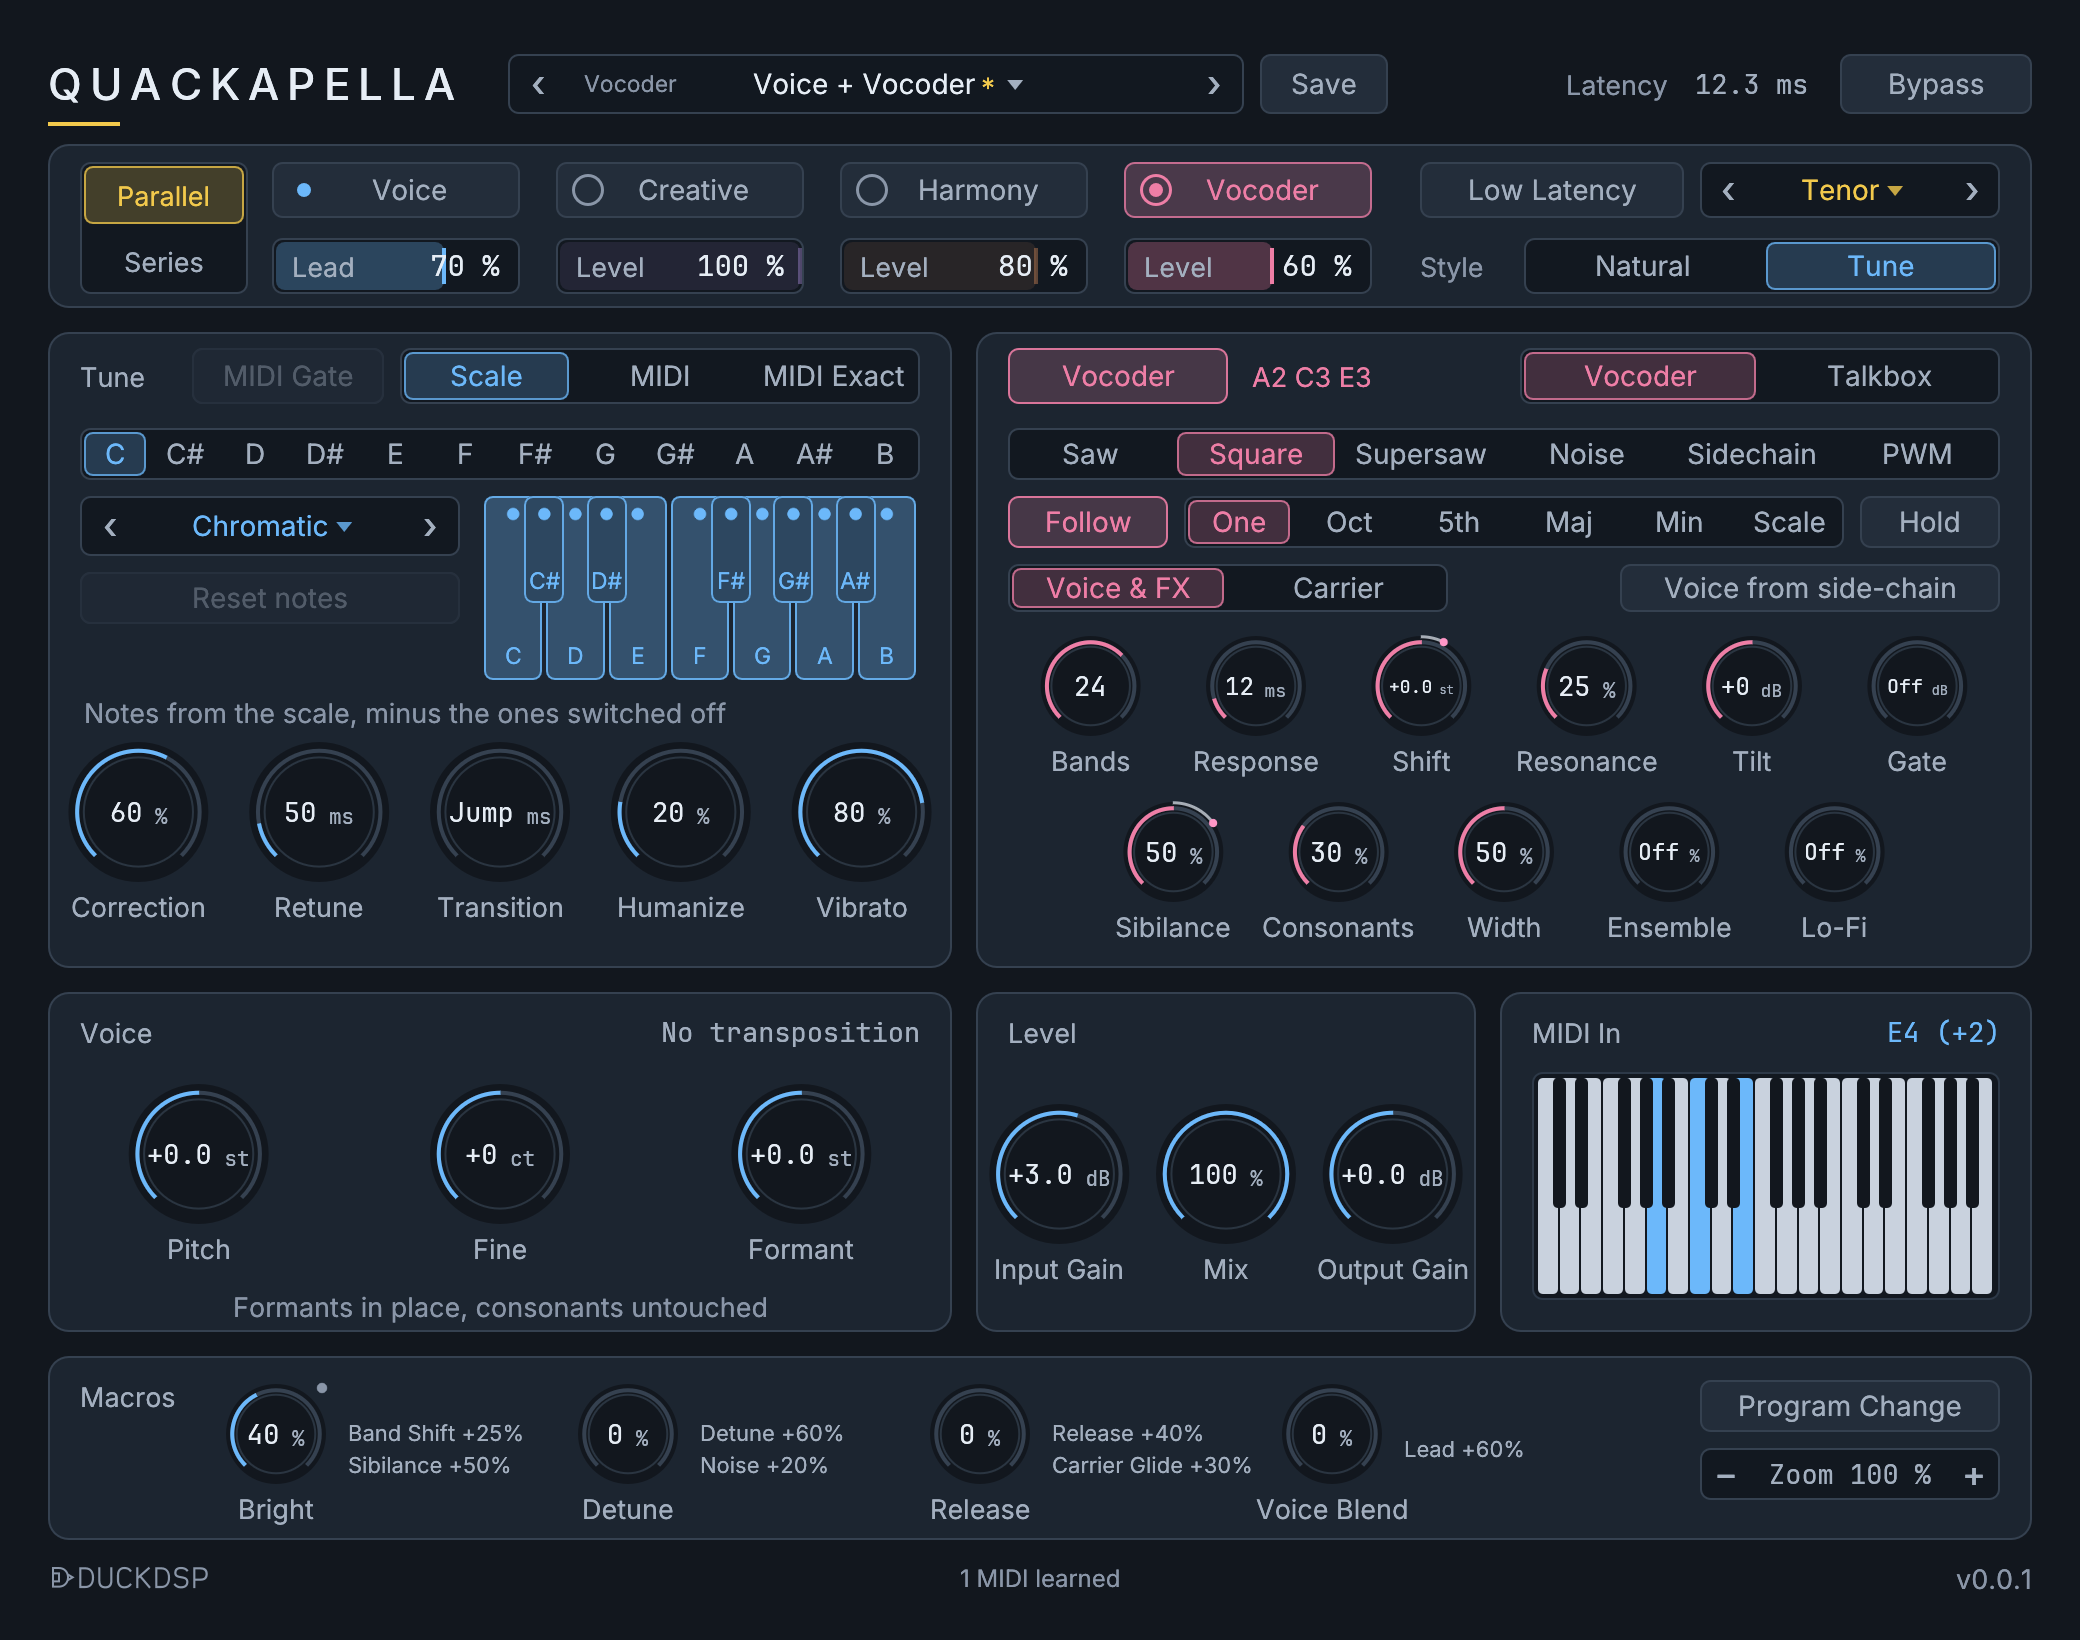 QUACKAPELLA
‹ Vocoder Voice + Vocoder * ›
Save
Latency 12.3 ms
Bypass
Parallel
Series
Voice
Creative
Harmony
Vocoder
Low Latency
‹ Tenor ›
Lead 70 %
Level 100 %
Level 80 %
Level 60 %
Style
Natural
Tune
Tune
MIDI Gate
Scale
MIDI
MIDI Exact
C C# D D# E F F# G G# A A# B
‹ Chromatic ›
Reset notes
C# D# F# G# A#
C D E F G A B
Notes from the scale, minus the ones switched off
60 %
50 ms
Jump ms
20 %
80 %
Correction
Retune
Transition
Humanize
Vibrato
Vocoder
A2 C3 E3
Vocoder
Talkbox
Saw
Square
Supersaw
Noise
Sidechain
PWM
Follow
One
Oct
5th
Maj
Min
Scale
Hold
Voice & FX
Carrier
Voice from side-chain
24
12 ms
+0.0 st
25 %
+0 dB
Off dB
Bands
Response
Shift
Resonance
Tilt
Gate
50 %
30 %
50 %
Off %
Off %
Sibilance
Consonants
Width
Ensemble
Lo-Fi
Voice
No transposition
+0.0 st
+0 ct
+0.0 st
Pitch
Fine
Formant
Formants in place, consonants untouched
Level
+3.0 dB
100 %
+0.0 dB
Input Gain
Mix
Output Gain
MIDI In
E4 (+2)
Macros
40 %
Band Shift +25%
Sibilance +50%
Bright
0 %
Detune +60%
Noise +20%
Detune
0 %
Release +40%
Carrier Glide +30%
Release
0 %
Lead +60%
Voice Blend
Program Change
− Zoom 100 % +
DUCKDSP
1 MIDI learned
v0.0.1